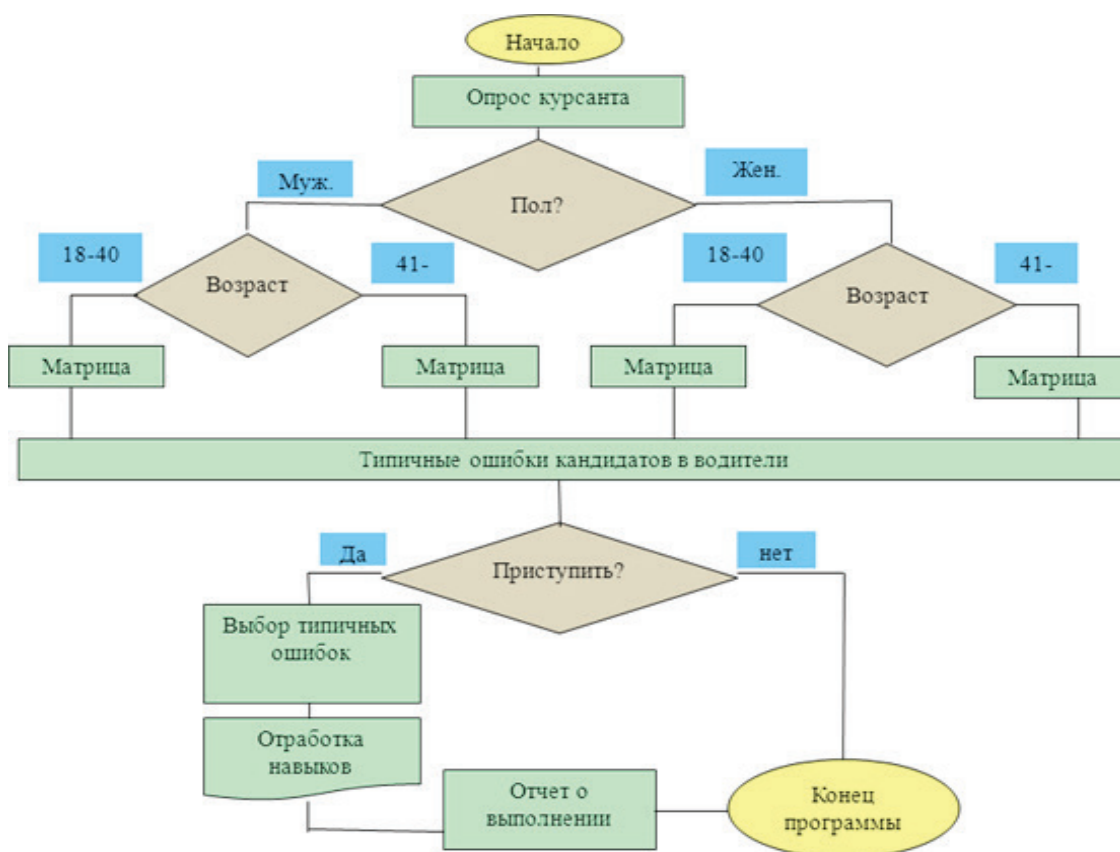 Начало
Опрос курсанта
Муж.
Жен.
Пол?
18-40
41-
18-40
41-
Возраст
Возраст
Матрица
Матрица
Матрица
Матрица
Типичные ошибки кандидатов в водители
Да
нет
Приступить?
Выбор типичных
ошибок
Отработка
навыков
Отчет о
выполнении
Конец
программы